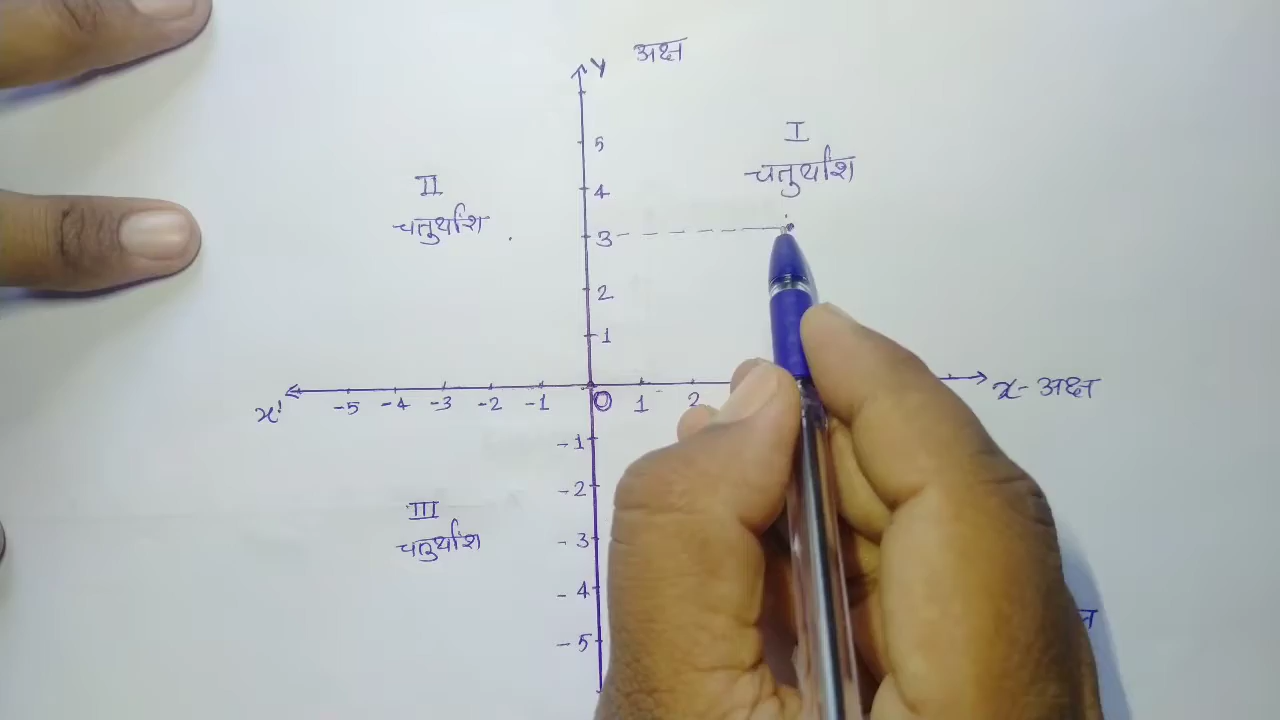 Y अक्ष
I
चतुर्थांश
II
चतुर्थांश
5
4
3
2
1
x' -5 -4 -3 -2 -1 O 1 2 x- अक्ष
-1
-2
-3
-4
-5
III
चतुर्थांश